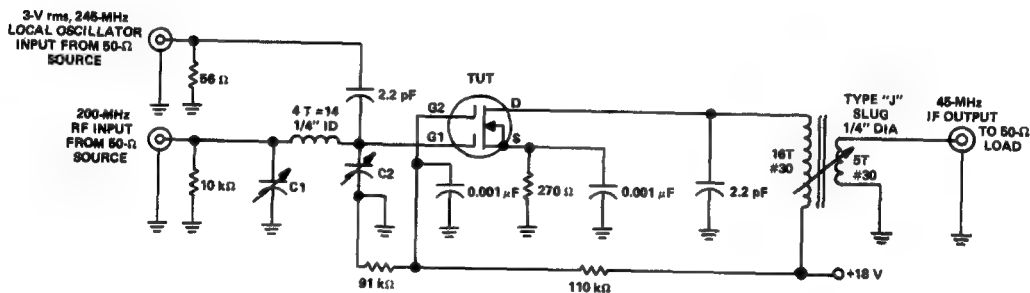 3-V rms, 245-MHz
LOCAL OSCILLATOR
INPUT FROM 50-Ω
SOURCE
56 Ω
2.2 pF
TUT
G2
G1
D
S
200-MHz
RF INPUT
FROM 50-Ω
SOURCE
4 T #14
1/4" ID
10 kΩ
C1
C2
0.001 µF
270 Ω
0.001 µF
2.2 pF
16T
#30
TYPE "J"
SLUG
1/4" DIA
5T
#30
45-MHz
IF OUTPUT
TO 50-Ω
LOAD
91 kΩ
110 kΩ
+18 V